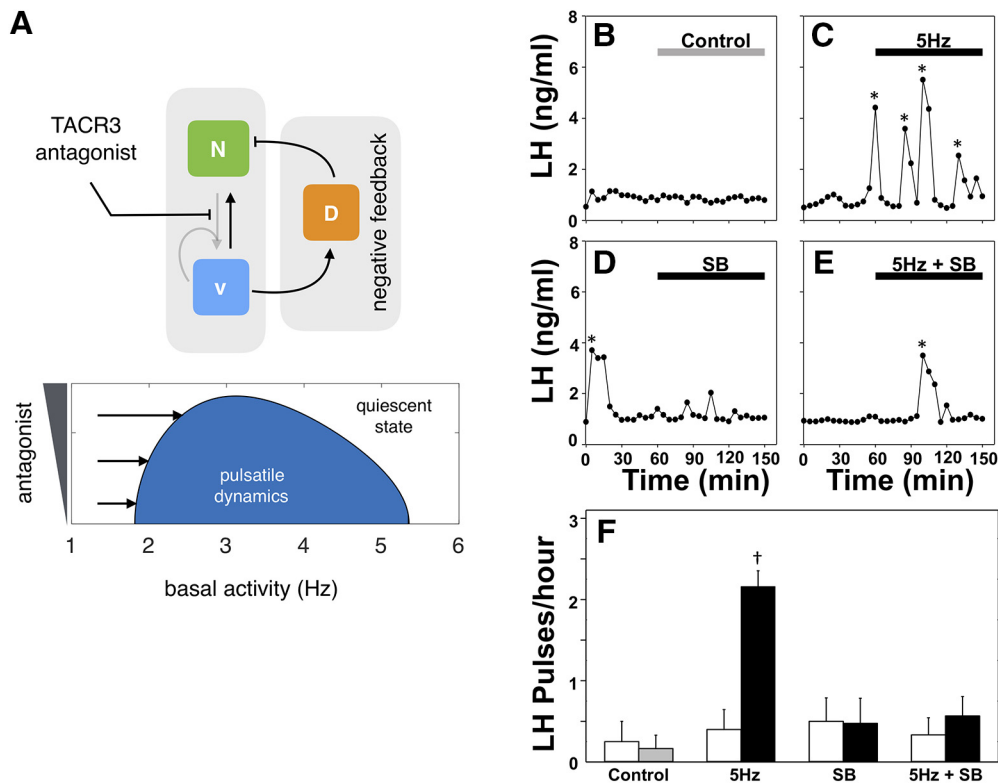 A
TACR3
antagonist
N
v
D
negative feedback
antagonist
quiescent
state
pulsatile
dynamics
1 2 3 4 5 6
basal activity (Hz)
B
Control
LH (ng/ml)
8
6
4
2
0
C
5Hz
D
SB
LH (ng/ml)
8
6
4
2
0
0 30 60 90 120 150
Time (min)
E
5Hz + SB
0 30 60 90 120 150
Time (min)
* * * *
*
*
F
LH Pulses/hour
3
2
1
0
†
Control 5Hz SB 5Hz + SB